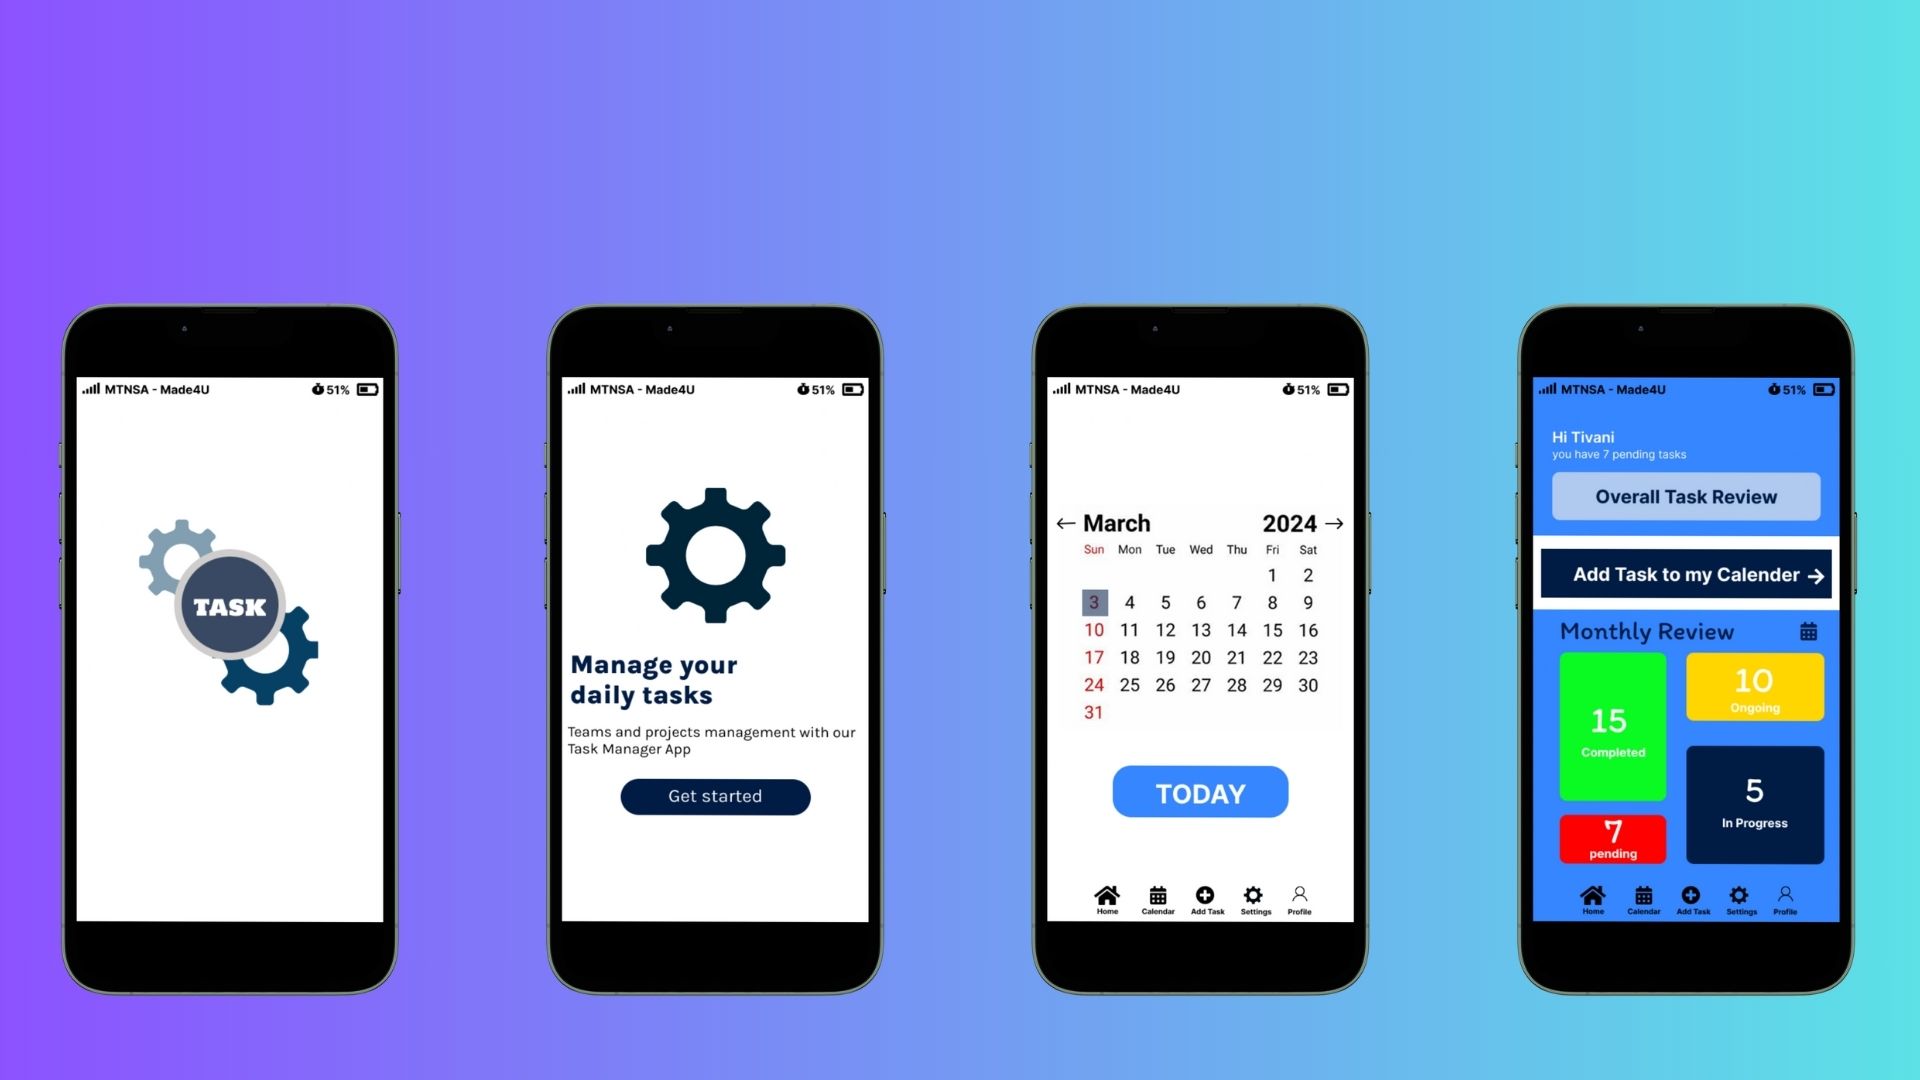 MTNSA - Made4U 51%
TASK
MTNSA - Made4U 51%
Manage your
daily tasks
Teams and projects management with our
Task Manager App
Get started
MTNSA - Made4U 51%
March 2024
Sun Mon Tue Wed Thu Fri Sat
1 2
3 4 5 6 7 8 9
10 11 12 13 14 15 16
17 18 19 20 21 22 23
24 25 26 27 28 29 30
31
TODAY
Home Calendar Add Task Settings Profile
MTNSA - Made4U 51%
Hi Tivani
you have 7 pending tasks
Overall Task Review
Add Task to my Calender
Monthly Review
15
Completed
10
Ongoing
7
pending
5
In Progress
Home Calendar Add Task Settings Profile